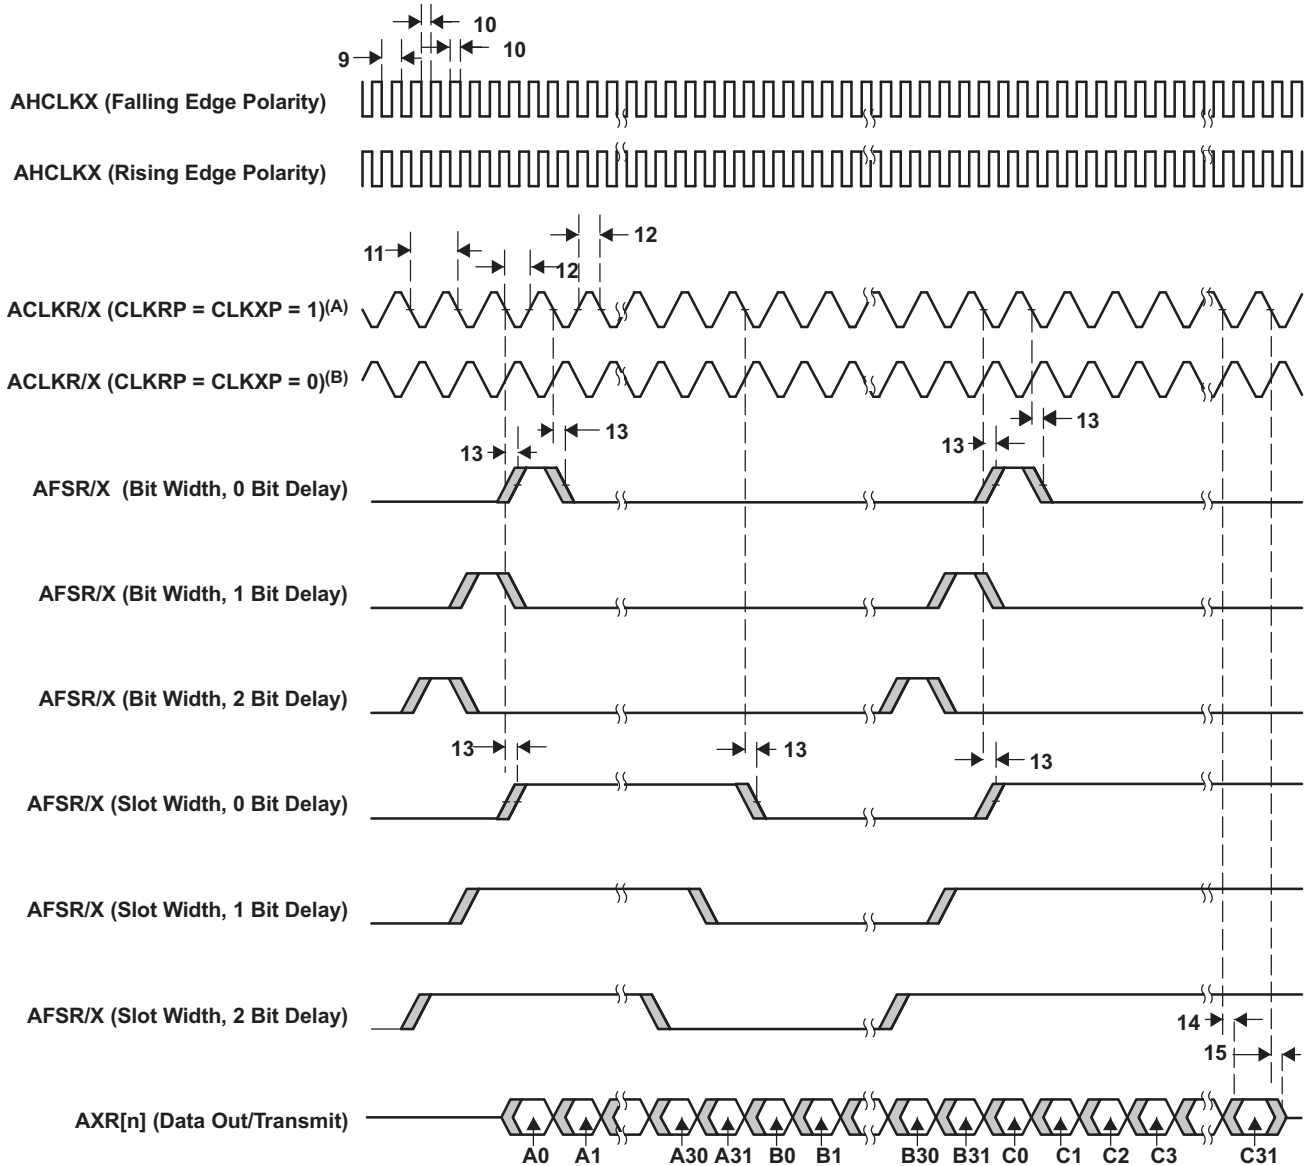 10
9
10
AHCLKX (Falling Edge Polarity)
AHCLKX (Rising Edge Polarity)
12
11
12
ACLKR/X (CLKRP = CLKXP = 1)(A)
ACLKR/X (CLKRP = CLKXP = 0)(B)
13
13
13
13
AFSR/X (Bit Width, 0 Bit Delay)
AFSR/X (Bit Width, 1 Bit Delay)
AFSR/X (Bit Width, 2 Bit Delay)
13
13
13
AFSR/X (Slot Width, 0 Bit Delay)
AFSR/X (Slot Width, 1 Bit Delay)
AFSR/X (Slot Width, 2 Bit Delay)
14
15
AXR[n] (Data Out/Transmit)
A0 A1 A30 A31 B0 B1 B30 B31 C0 C1 C2 C3 C31